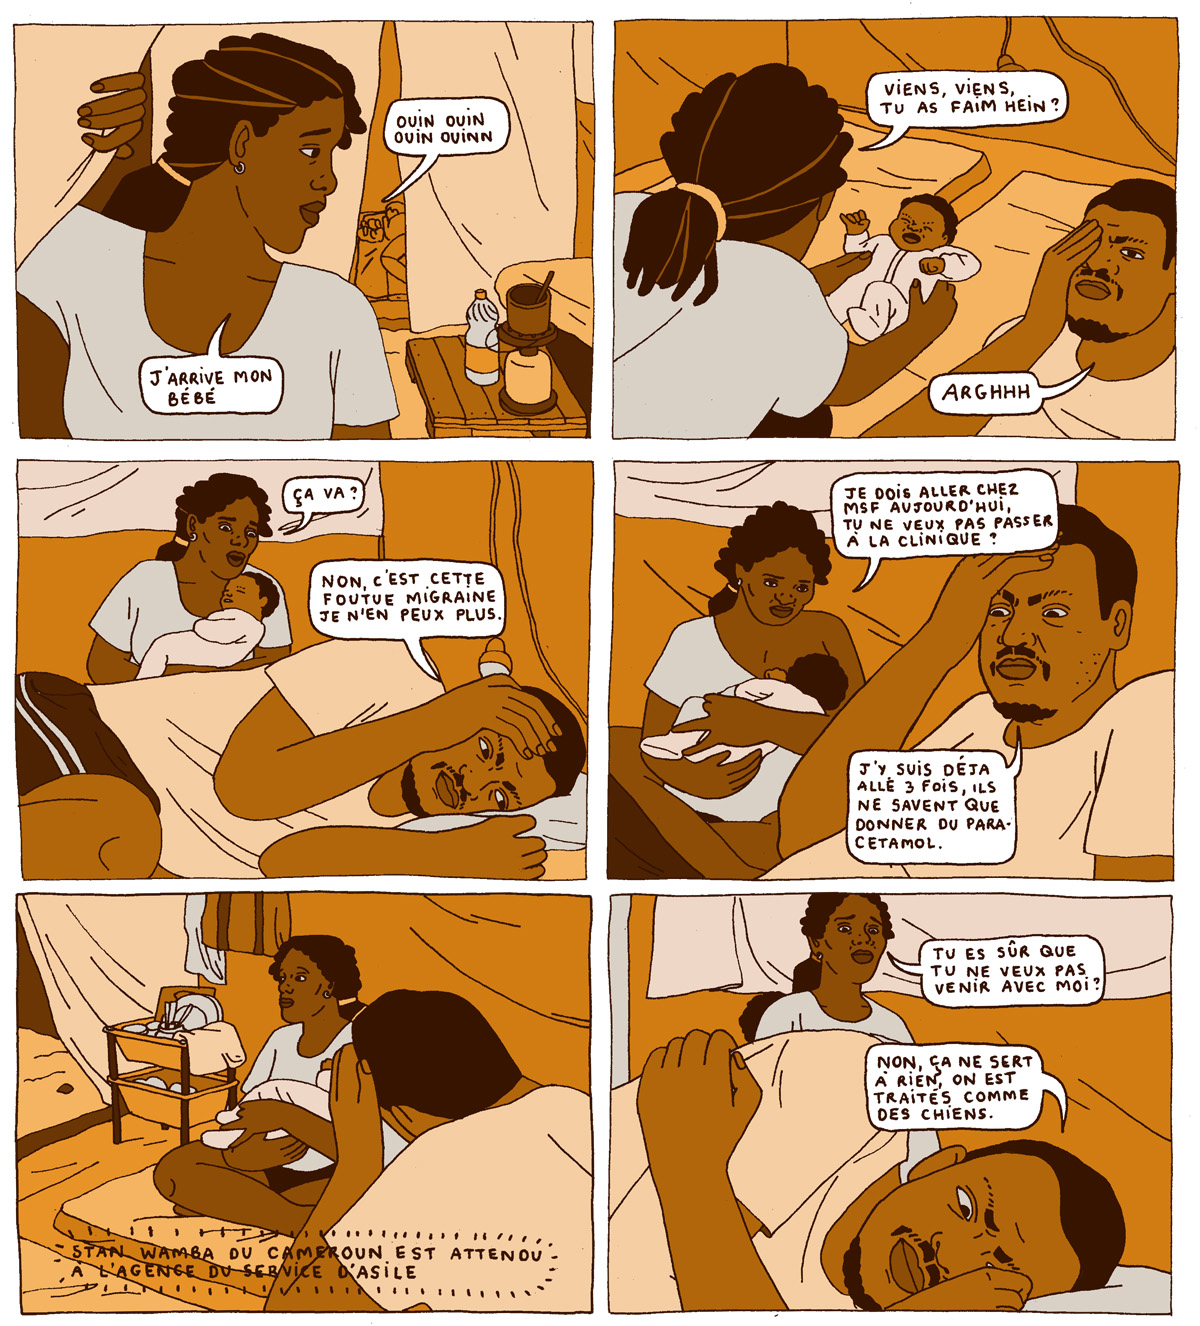 OUIN OUIN
OUIN OUINN
J'ARRIVE MON
BÉBÉ
VIENS, VIENS,
TU AS FAIM HEIN ?
ARGHHH
ÇA VA ?
NON, C'EST CETTE
FOUTUE MIGRAINE
JE N'EN PEUX PLUS.
JE DOIS ALLER CHEZ
MSF AUJOURD'HUI,
TU NE VEUX PAS PASSER
À LA CLINIQUE ?
J'Y SUIS DÉJA
ALLÉ 3 FOIS, ILS
NE SAVENT QUE
DONNER DU PARA-
CETAMOL.
STAN WAMBA DU CAMEROUN EST ATTENDU
A L'AGENCE DU SERVICE D'ASILE
TU ES SÛR QUE
TU NE VEUX PAS
VENIR AVEC MOI ?
NON, ÇA NE SERT
À RIEN, ON EST
TRAITÉS COMME
DES CHIENS.